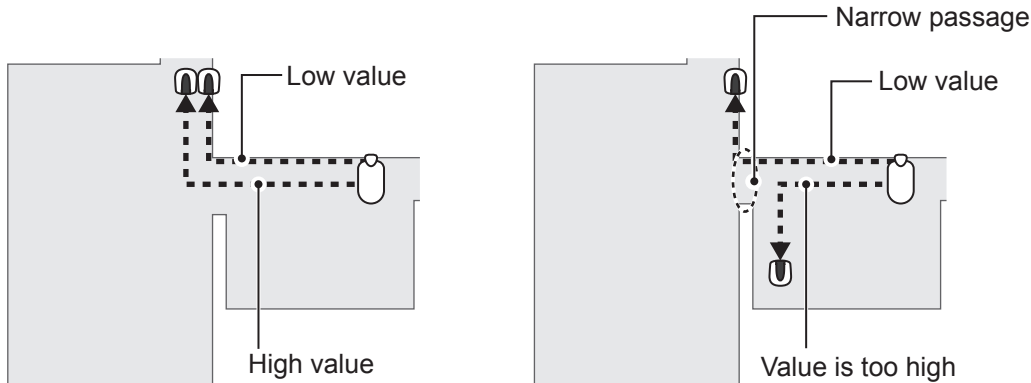 Narrow passage
Low value
Low value
High value
Value is too high